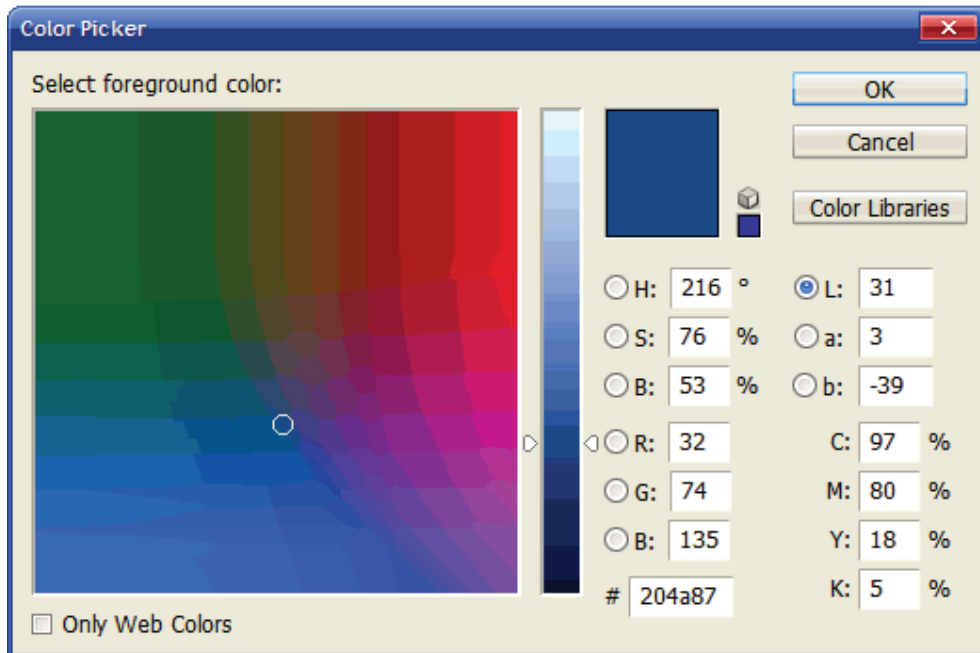 Color Picker
Select foreground color:
OK
Cancel
Color Libraries
H: 216 °
S: 76 %
B: 53 %
R: 32
G: 74
B: 135
# 204a87
L: 31
a: 3
b: -39
C: 97 %
M: 80 %
Y: 18 %
K: 5 %
Only Web Colors